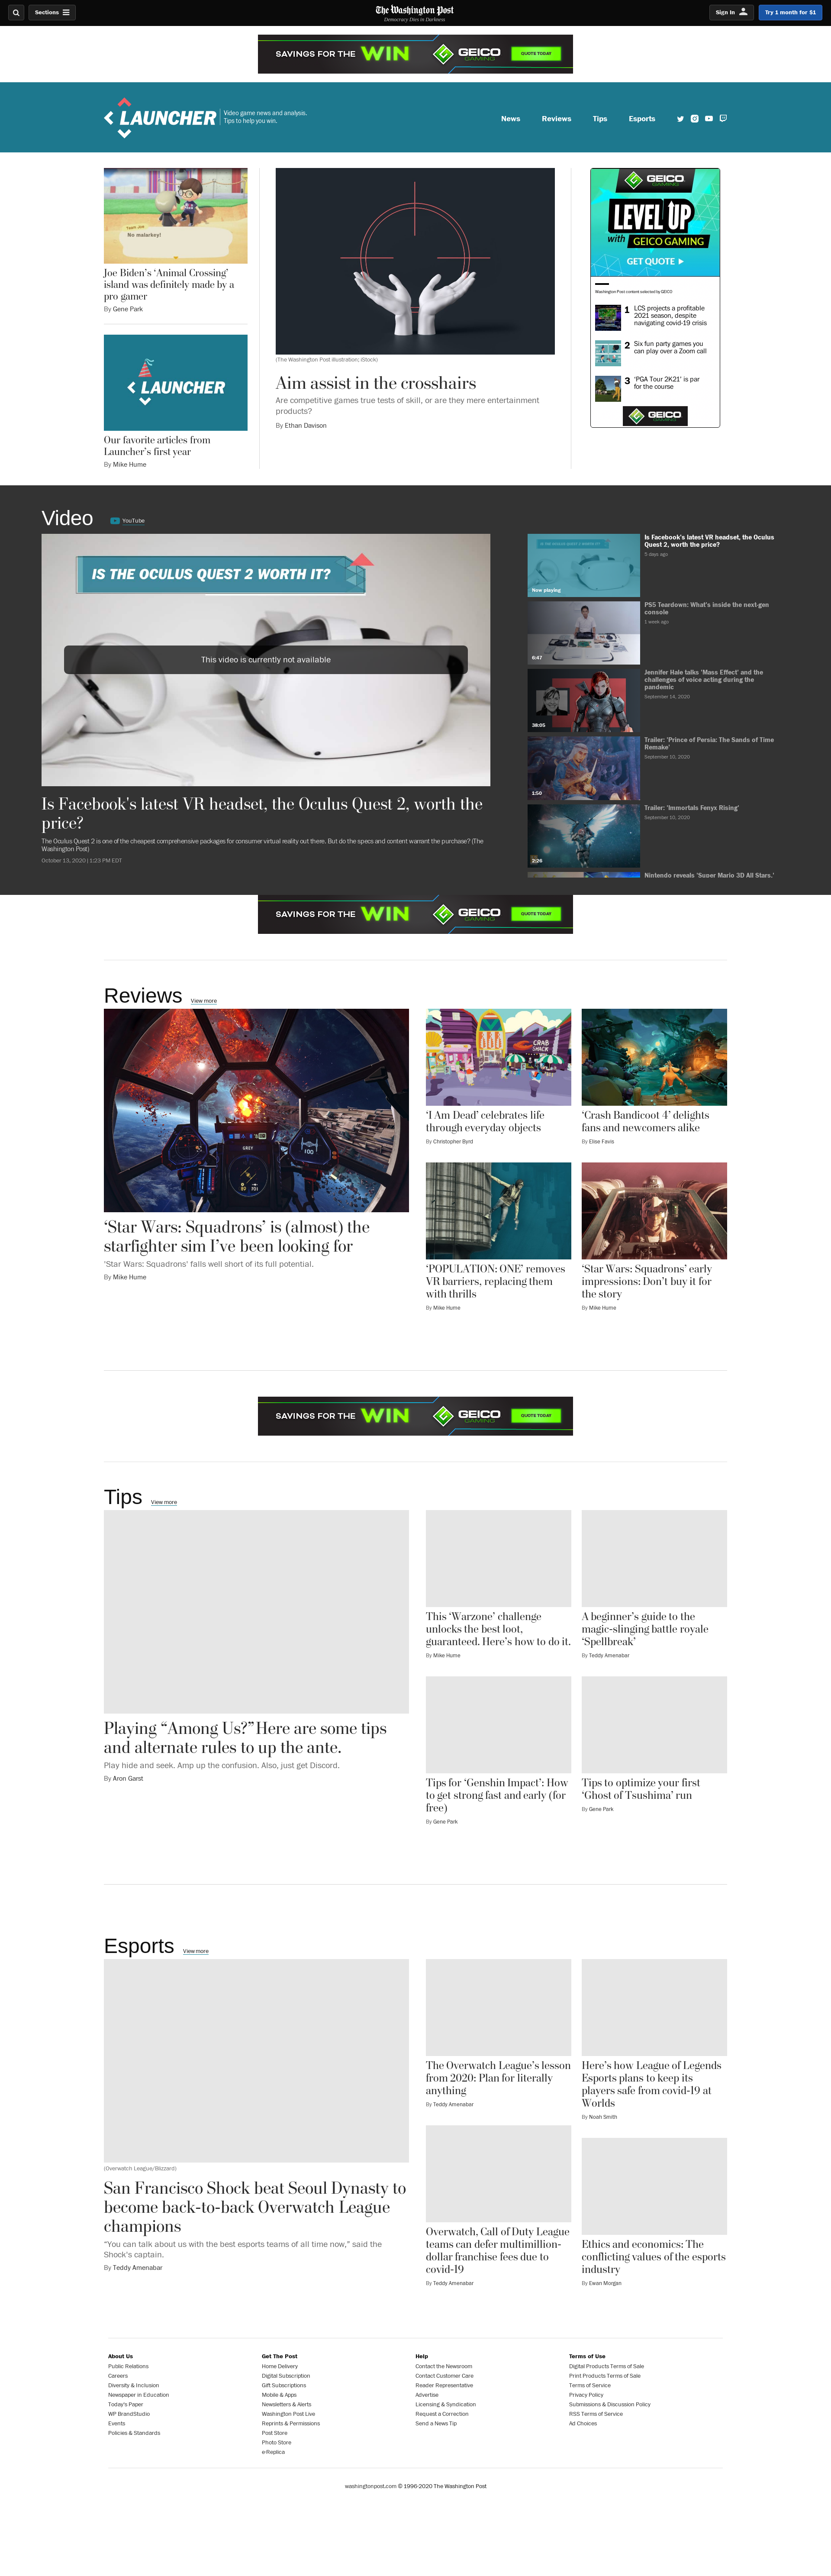 Sections
The Washington Post
Democracy Dies in Darkness
Sign In
Try 1 month for $1
SAVINGS FOR THE WIN GEICO GAMING QUOTE TODAY
LAUNCHER
Video game news and analysis.
Tips to help you win.
News
Reviews
Tips
Esports
No malarkey!
Joe Biden's ‘Animal Crossing’
island was definitely made by a
pro gamer
By Gene Park
LAUNCHER
Our favorite articles from
Launcher's first year
By Mike Hume
(The Washington Post illustration; iStock)
Aim assist in the crosshairs
Are competitive games true tests of skill, or are they mere entertainment
products?
By Ethan Davison
GEICO GAMING
LEVEL UP
with GEICO GAMING
GET QUOTE
Washington Post content selected by GEICO
1 LCS projects a profitable
2021 season, despite
navigating covid-19 crisis
2 Six fun party games you
can play over a Zoom call
3 ‘PGA Tour 2K21’ is par
for the course
GEICO GAMING
Video
YouTube
IS THE OCULUS QUEST 2 WORTH IT?
This video is currently not available
Is Facebook's latest VR headset, the Oculus Quest 2, worth the
price?
The Oculus Quest 2 is one of the cheapest comprehensive packages for consumer virtual reality out there. But do the specs and content warrant the purchase? (The
Washington Post)
October 13, 2020 | 1:23 PM EDT
Now playing
Is Facebook's latest VR headset, the Oculus
Quest 2, worth the price?
5 days ago
6:47
PS5 Teardown: What's inside the next-gen
console
1 week ago
38:05
Jennifer Hale talks 'Mass Effect' and the
challenges of voice acting during the
pandemic
September 14, 2020
1:50
Trailer: 'Prince of Persia: The Sands of Time
Remake'
September 10, 2020
2:26
Trailer: 'Immortals Fenyx Rising'
September 10, 2020
Nintendo reveals 'Super Mario 3D All Stars.'
SAVINGS FOR THE WIN GEICO GAMING QUOTE TODAY
Reviews
View more
‘Star Wars: Squadrons’ is (almost) the
starfighter sim I’ve been looking for
'Star Wars: Squadrons' falls well short of its full potential.
By Mike Hume
CRAB SHACK
‘I Am Dead’ celebrates life
through everyday objects
By Christopher Byrd
‘Crash Bandicoot 4’ delights
fans and newcomers alike
By Elise Favis
‘POPULATION: ONE’ removes
VR barriers, replacing them
with thrills
By Mike Hume
‘Star Wars: Squadrons’ early
impressions: Don’t buy it for
the story
By Mike Hume
SAVINGS FOR THE WIN GEICO GAMING QUOTE TODAY
Tips
View more
Playing “Among Us?” Here are some tips
and alternate rules to up the ante.
Play hide and seek. Amp up the confusion. Also, just get Discord.
By Aron Garst
This ‘Warzone’ challenge
unlocks the best loot,
guaranteed. Here’s how to do it.
By Mike Hume
A beginner’s guide to the
magic-slinging battle royale
‘Spellbreak’
By Teddy Amenabar
Tips for ‘Genshin Impact’: How
to get strong fast and early (for
free)
By Gene Park
Tips to optimize your first
‘Ghost of Tsushima’ run
By Gene Park
Esports
View more
(Overwatch League/Blizzard)
San Francisco Shock beat Seoul Dynasty to
become back-to-back Overwatch League
champions
"You can talk about us with the best esports teams of all time now," said the
Shock's captain.
By Teddy Amenabar
The Overwatch League’s lesson
from 2020: Plan for literally
anything
By Teddy Amenabar
Here’s how League of Legends
Esports plans to keep its
players safe from covid-19 at
Worlds
By Noah Smith
Overwatch, Call of Duty League
teams can defer multimillion-
dollar franchise fees due to
covid-19
By Teddy Amenabar
Ethics and economics: The
conflicting values of the esports
industry
By Ewan Morgan
About Us
Public Relations
Careers
Diversity & Inclusion
Newspaper in Education
Today's Paper
WP BrandStudio
Events
Policies & Standards
Get The Post
Home Delivery
Digital Subscription
Gift Subscriptions
Mobile & Apps
Newsletters & Alerts
Washington Post Live
Reprints & Permissions
Post Store
Photo Store
e-Replica
Help
Contact the Newsroom
Contact Customer Care
Reader Representative
Advertise
Licensing & Syndication
Request a Correction
Send a News Tip
Terms of Use
Digital Products Terms of Sale
Print Products Terms of Sale
Terms of Service
Privacy Policy
Submissions & Discussion Policy
RSS Terms of Service
Ad Choices
washingtonpost.com © 1996-2020 The Washington Post